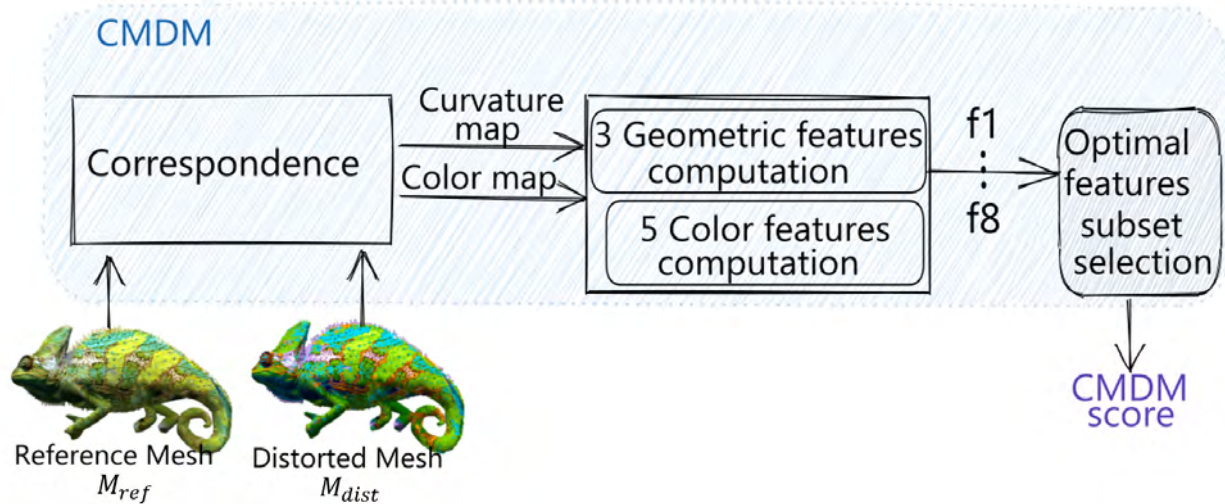 CMDM
Correspondence
Curvature
map
Color map
3 Geometric features
computation
5 Color features
computation
f1
⋮
f8
Optimal
features
subset
selection
CMDM
score
Reference Mesh
M_ref
Distorted Mesh
M_dist